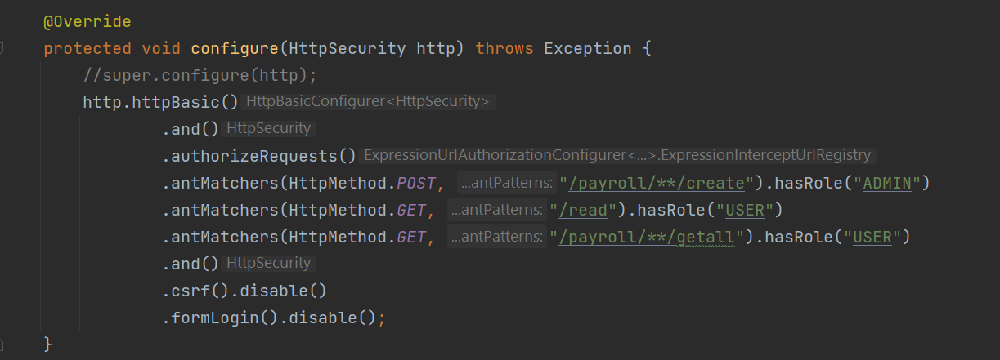 @Override
protected void configure(HttpSecurity http) throws Exception {
//super.configure(http);
http.httpBasic() HttpBasicConfigurer<HttpSecurity>
.and() HttpSecurity
.authorizeRequests() ExpressionUrlAuthorizationConfigurer<...>.ExpressionInterceptUrlRegistry
.antMatchers(HttpMethod.POST, ...antPatterns: "/payroll/**/create").hasRole("ADMIN")
.antMatchers(HttpMethod.GET, ...antPatterns: "/read").hasRole("USER")
.antMatchers(HttpMethod.GET, ...antPatterns: "/payroll/**/getall").hasRole("USER")
.and() HttpSecurity
.csrf().disable()
.formLogin().disable();
}